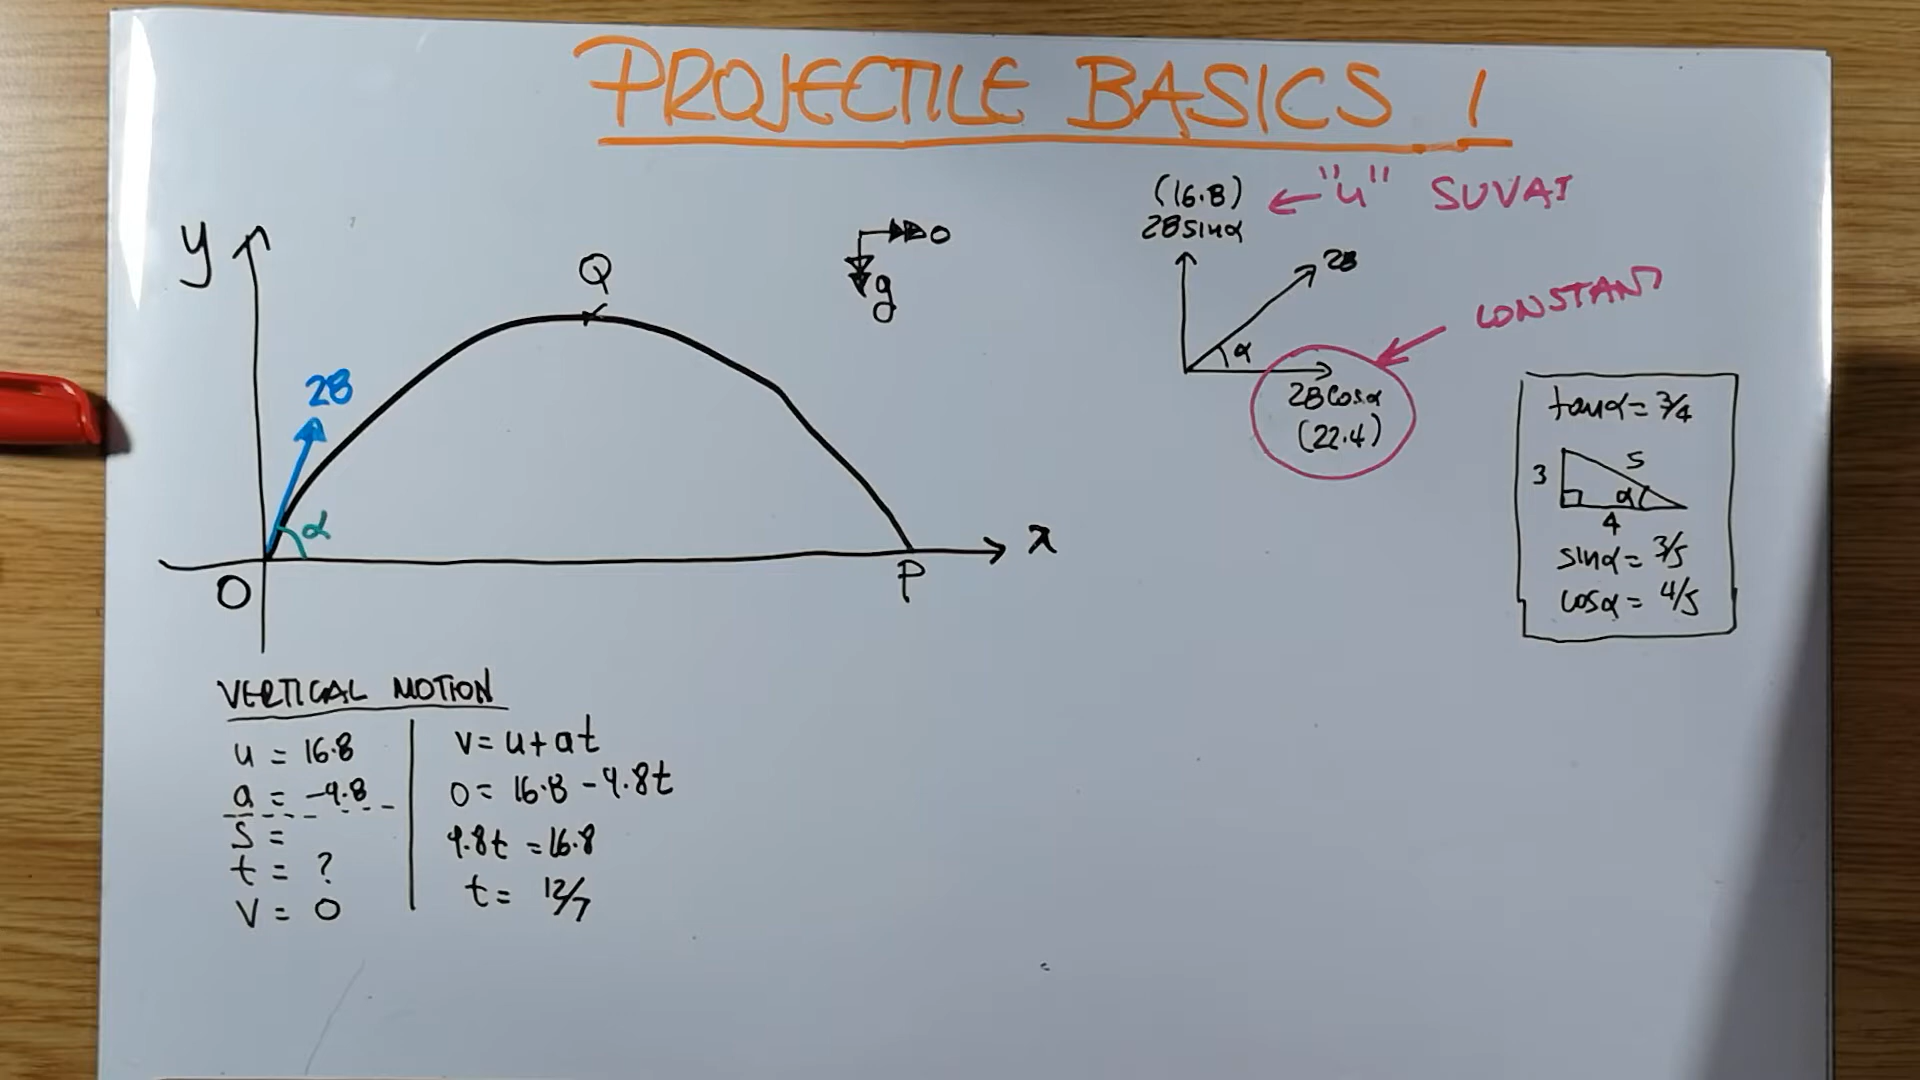 PROJECTILE BASICS 1
(16.8) ← "u" SUVAT
28sinα
28
α
CONSTANT
28cosα
(22.4)
y
Q
0
g
28
α
O
P
x
tanα = 3/4
3
5
α
4
sinα = 3/5
cosα = 4/5
VERTICAL MOTION
u = 16.8
a = -9.8
s =
t = ?
v = 0
v = u + at
0 = 16.8 - 9.8t
9.8t = 16.8
t = 12/7